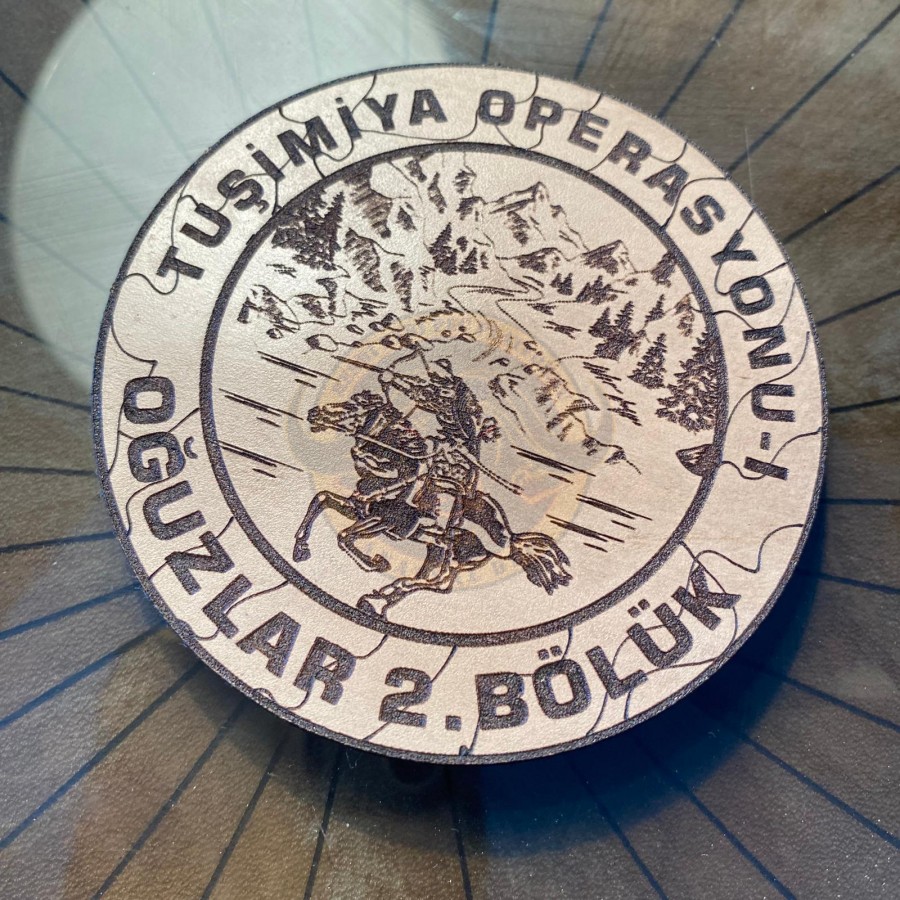 TUŞİMİYA OPERASYONU-I
OĞUZLAR 2.BÖLÜK